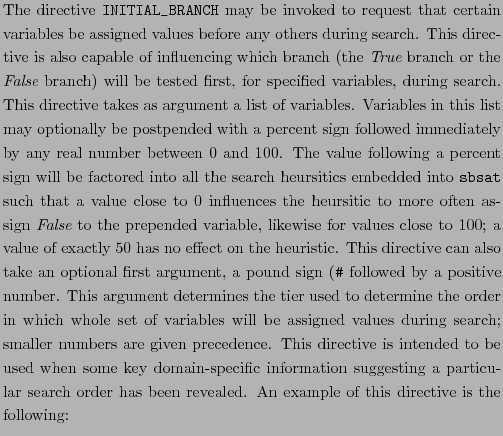 The directive INITIAL_BRANCH may be invoked to request that certain
variables be assigned values before any others during search. This direc-
tive is also capable of influencing which branch (the True branch or the
False branch) will be tested first, for specified variables, during search.
This directive takes as argument a list of variables. Variables in this list
may optionally be postpended with a percent sign followed immediately
by any real number between 0 and 100. The value following a percent
sign will be factored into all the search heursitics embedded into sbsat
such that a value close to 0 influences the heursitic to more often as-
sign False to the prepended variable, likewise for values close to 100; a
value of exactly 50 has no effect on the heuristic. This directive can also
take an optional first argument, a pound sign (# followed by a positive
number. This argument determines the tier used to determine the order
in which whole set of variables will be assigned values during search;
smaller numbers are given precedence. This directive is intended to be
used when some key domain-specific information suggesting a particu-
lar search order has been revealed. An example of this directive is the
following: